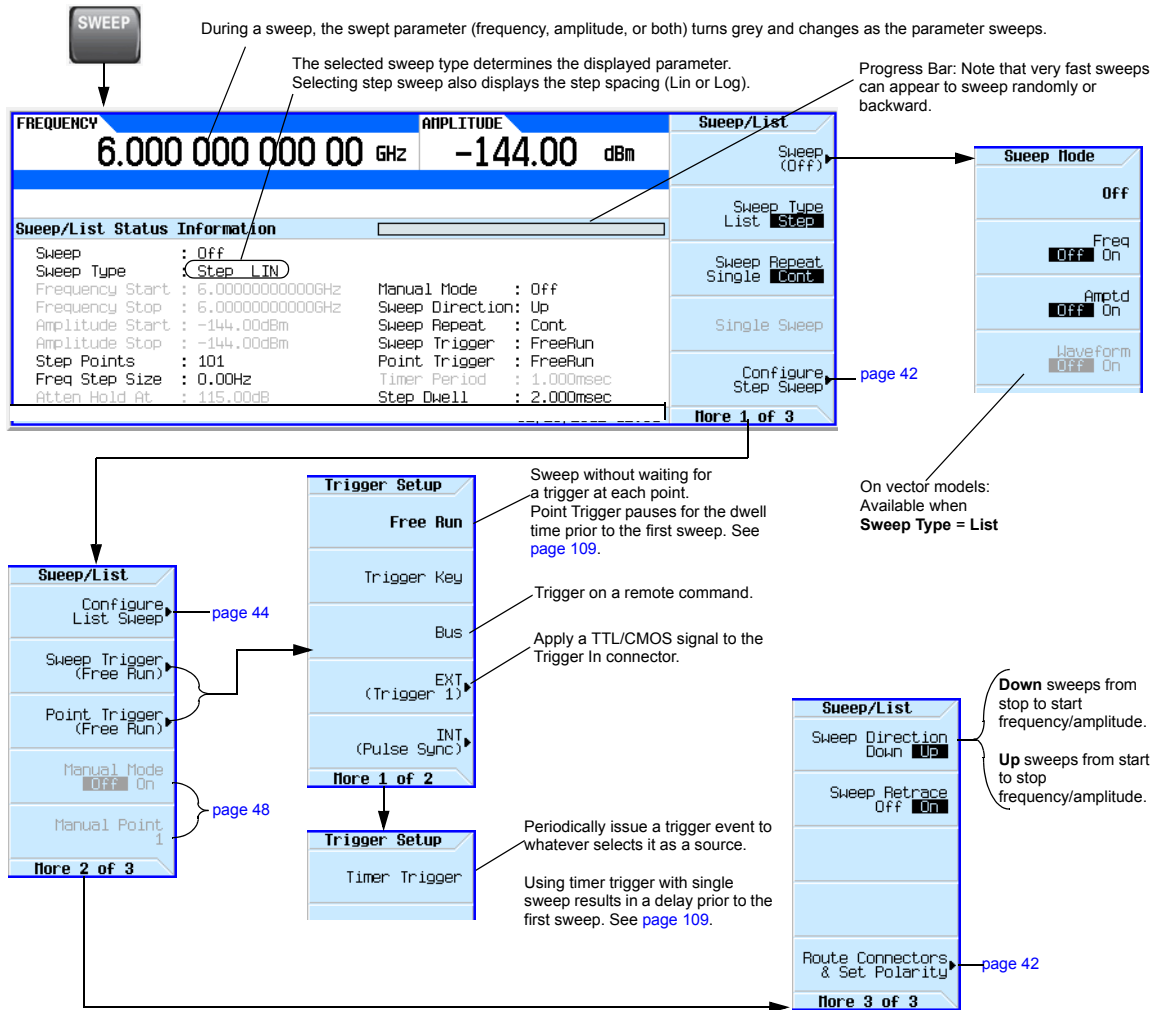 SWEEP
During a sweep, the swept parameter (frequency, amplitude, or both) turns grey and changes as the parameter sweeps.
The selected sweep type determines the displayed parameter.
Selecting step sweep also displays the step spacing (Lin or Log).
Progress Bar: Note that very fast sweeps
can appear to sweep randomly or
backward.
FREQUENCY
6.000 000 000 00 GHz
AMPLITUDE
-144.00 dBm
Sweep/List Status Information
Sweep : Off
Sweep Type : Step LIN
Frequency Start : 6.00000000000GHz
Frequency Stop : 6.00000000000GHz
Amplitude Start : -144.00dBm
Amplitude Stop : -144.00dBm
Step Points : 101
Freq Step Size : 0.00Hz
Atten Hold At : 115.00dB
Manual Mode : Off
Sweep Direction: Up
Sweep Repeat : Cont
Sweep Trigger : FreeRun
Point Trigger : FreeRun
Timer Period : 1.000msec
Step Dwell : 2.000msec
Sweep/List
Sweep
(Off)
Sweep Type
List Step
Sweep Repeat
Single Cont
Single Sweep
Configure
Step Sweep
More 1 of 3
page 42
Sweep Mode
Off
Freq
Off On
Amptd
Off On
Waveform
Off On
On vector models:
Available when
Sweep Type = List
Sweep/List
Configure
List Sweep
Sweep Trigger
(Free Run)
Point Trigger
(Free Run)
Manual Mode
Off On
Manual Point
1
More 2 of 3
page 44
page 48
Trigger Setup
Free Run
Trigger Key
Bus
EXT
(Trigger 1)
INT
(Pulse Sync)
More 1 of 2
Sweep without waiting for
a trigger at each point.
Point Trigger pauses for the dwell
time prior to the first sweep. See
page 109.
Trigger on a remote command.
Apply a TTL/CMOS signal to the
Trigger In connector.
Trigger Setup
Timer Trigger
Periodically issue a trigger event to
whatever selects it as a source.
Using timer trigger with single
sweep results in a delay prior to the
first sweep. See page 109.
Sweep/List
Sweep Direction
Down Up
Sweep Retrace
Off On
Route Connectors
& Set Polarity
More 3 of 3
Down sweeps from
stop to start
frequency/amplitude.
Up sweeps from start
to stop
frequency/amplitude.
page 42